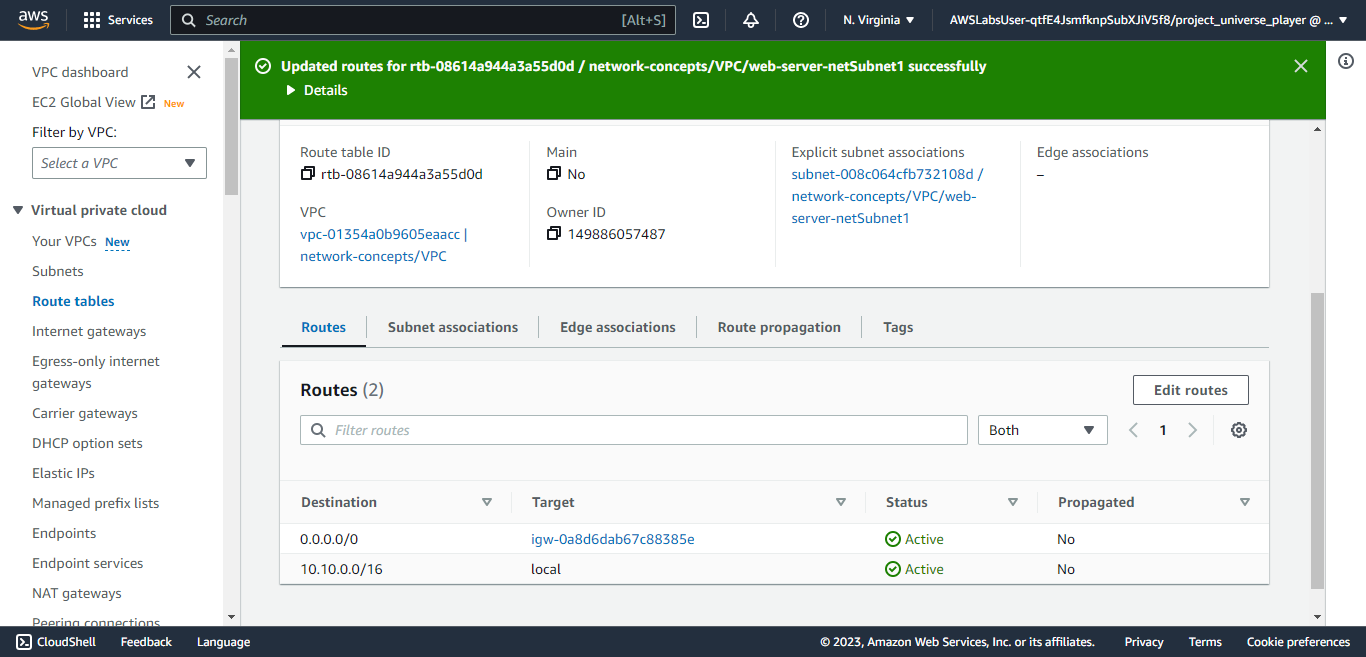 aws
Services
Search
[Alt+S]
N. Virginia
AWSLabsUser-qtfE4JsmfknpSubXJiV5f8/project_universe_player @ ...
VPC dashboard
EC2 Global View New
Filter by VPC:
Select a VPC
Virtual private cloud
Your VPCs New
Subnets
Route tables
Internet gateways
Egress-only internet
gateways
Carrier gateways
DHCP option sets
Elastic IPs
Managed prefix lists
Endpoints
Endpoint services
NAT gateways
Peering connections
Updated routes for rtb-08614a944a3a55d0d / network-concepts/VPC/web-server-netSubnet1 successfully
Details
Route table ID
rtb-08614a944a3a55d0d
Main
No
Explicit subnet associations
subnet-008c064cfb732108d /
network-concepts/VPC/web-
server-netSubnet1
Edge associations
–
VPC
vpc-01354a0b9605eaacc |
network-concepts/VPC
Owner ID
149886057487
Routes
Subnet associations
Edge associations
Route propagation
Tags
Routes (2)
Edit routes
Filter routes
Both
1
Destination Target Status Propagated
0.0.0.0/0 igw-0a8d6dab67c88385e Active No
10.10.0.0/16 local Active No
CloudShell
Feedback
Language
© 2023, Amazon Web Services, Inc. or its affiliates.
Privacy
Terms
Cookie preferences